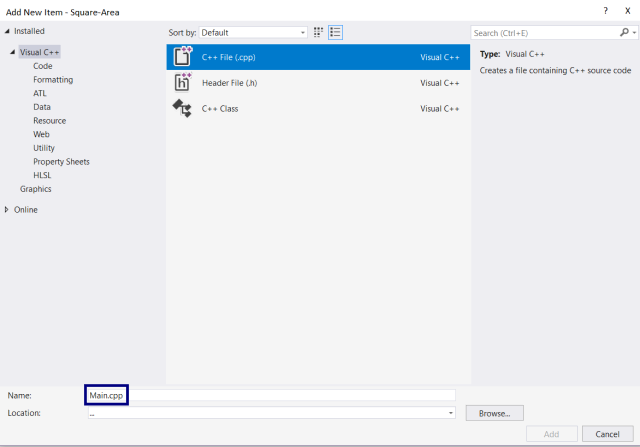 Add New Item - Square-Area ? X
Installed
Sort by: Default
Search (Ctrl+E)
Visual C++
Code
Formatting
ATL
Data
Resource
Web
Utility
Property Sheets
HLSL
Graphics
Online
C++ File (.cpp) Visual C++
Header File (.h) Visual C++
C++ Class Visual C++
Type: Visual C++
Creates a file containing C++ source code
Name: Main.cpp
Location: ...
Browse...
Add Cancel